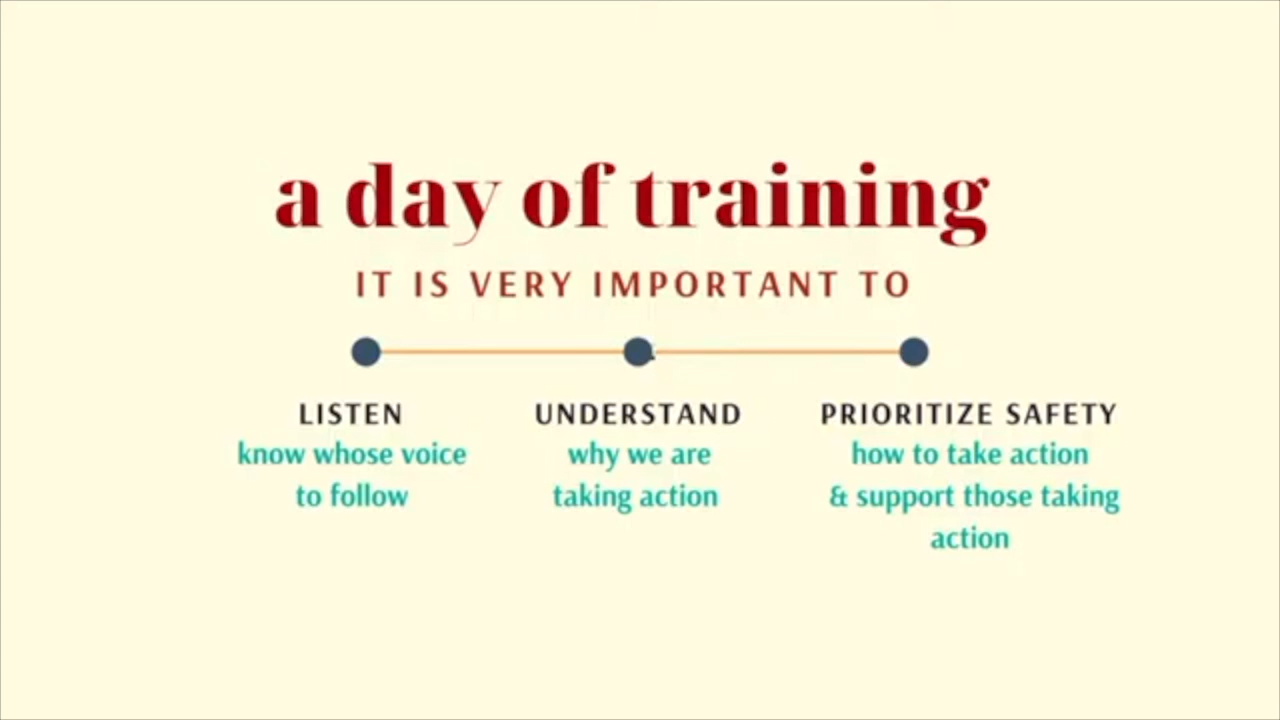 a day of training
IT IS VERY IMPORTANT TO
LISTEN
know whose voice
to follow
UNDERSTAND
why we are
taking action
PRIORITIZE SAFETY
how to take action
& support those taking
action